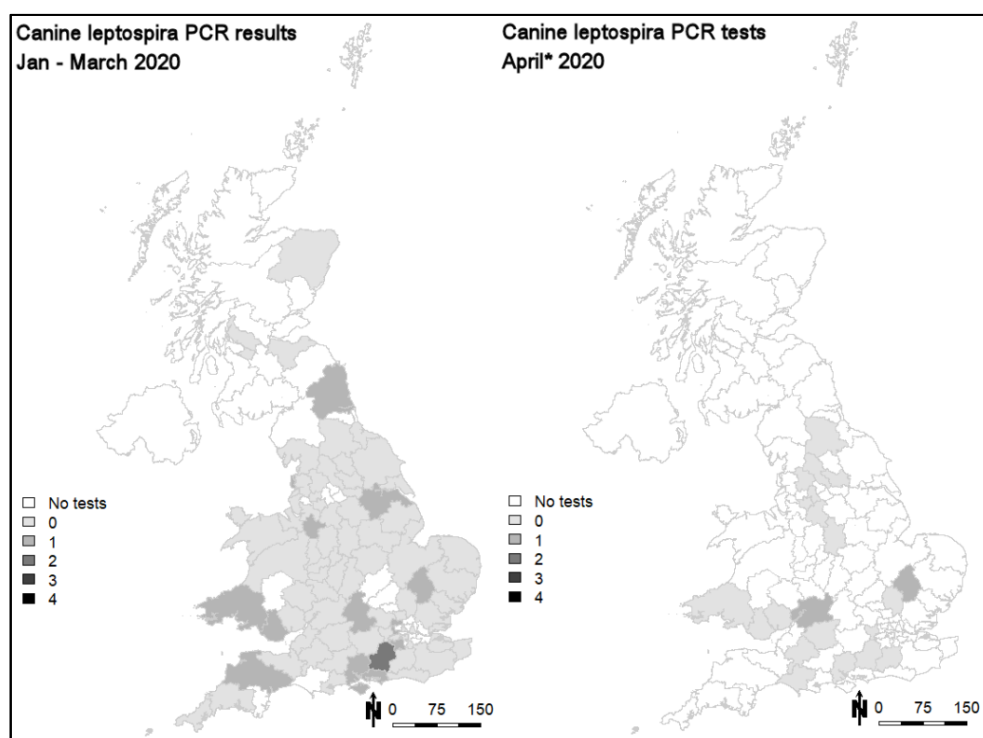 Canine leptospira PCR results
Jan - March 2020
No tests
0
1
2
3
4
N
0 75 150
Canine leptospira PCR tests
April* 2020
No tests
0
1
2
3
4
N
0 75 150